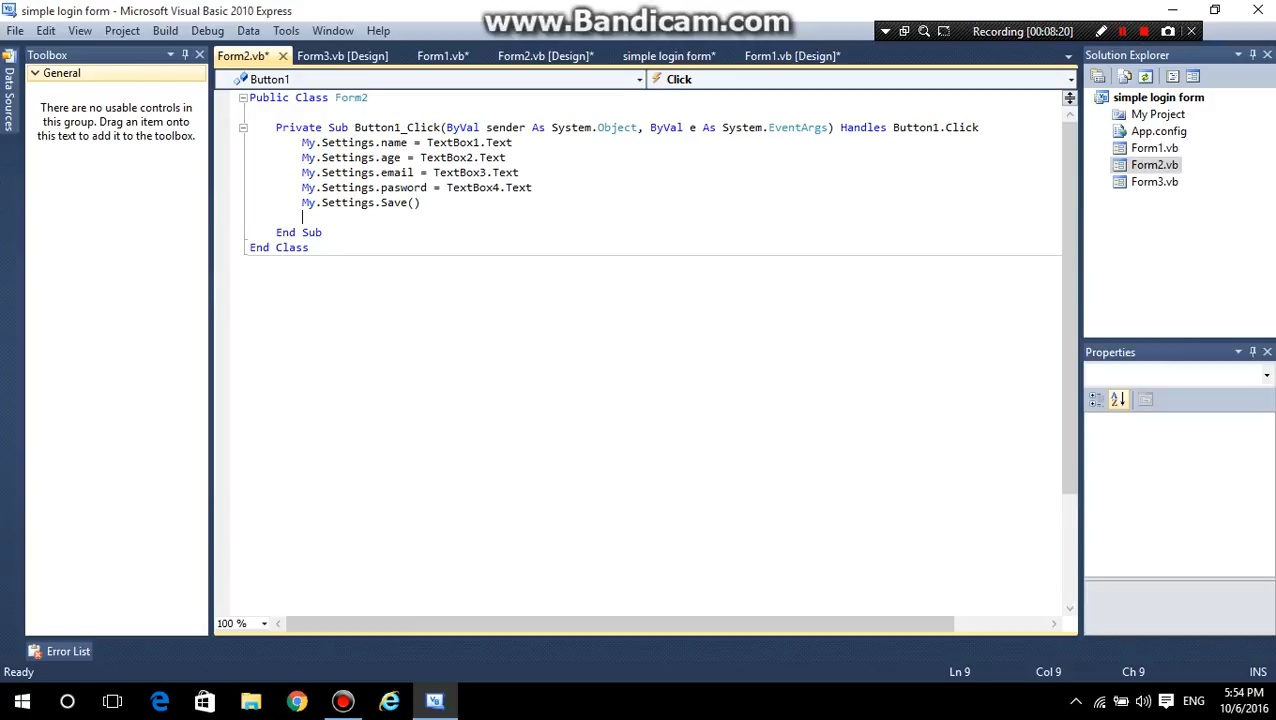 simple login form - Microsoft Visual Basic 2010 Express
www.Bandicam.com
Recording [00:08:20]
File Edit View Project Build Debug Data Tools Window Help
Data Sources
Toolbox
General
There are no usable controls in
this group. Drag an item onto
this text to add it to the toolbox.
Form2.vb* Form3.vb [Design] Form1.vb* Form2.vb [Design]* simple login form* Form1.vb [Design]*
Button1 Click
Public Class Form2
Private Sub Button1_Click(ByVal sender As System.Object, ByVal e As System.EventArgs) Handles Button1.Click
My.Settings.name = TextBox1.Text
My.Settings.age = TextBox2.Text
My.Settings.email = TextBox3.Text
My.Settings.pasword = TextBox4.Text
My.Settings.Save()
End Sub
End Class
100 %
Solution Explorer
simple login form
My Project
App.config
Form1.vb
Form2.vb
Form3.vb
Properties
Error List
Ready Ln 9 Col 9 Ch 9 INS
ENG
5:54 PM
10/6/2016